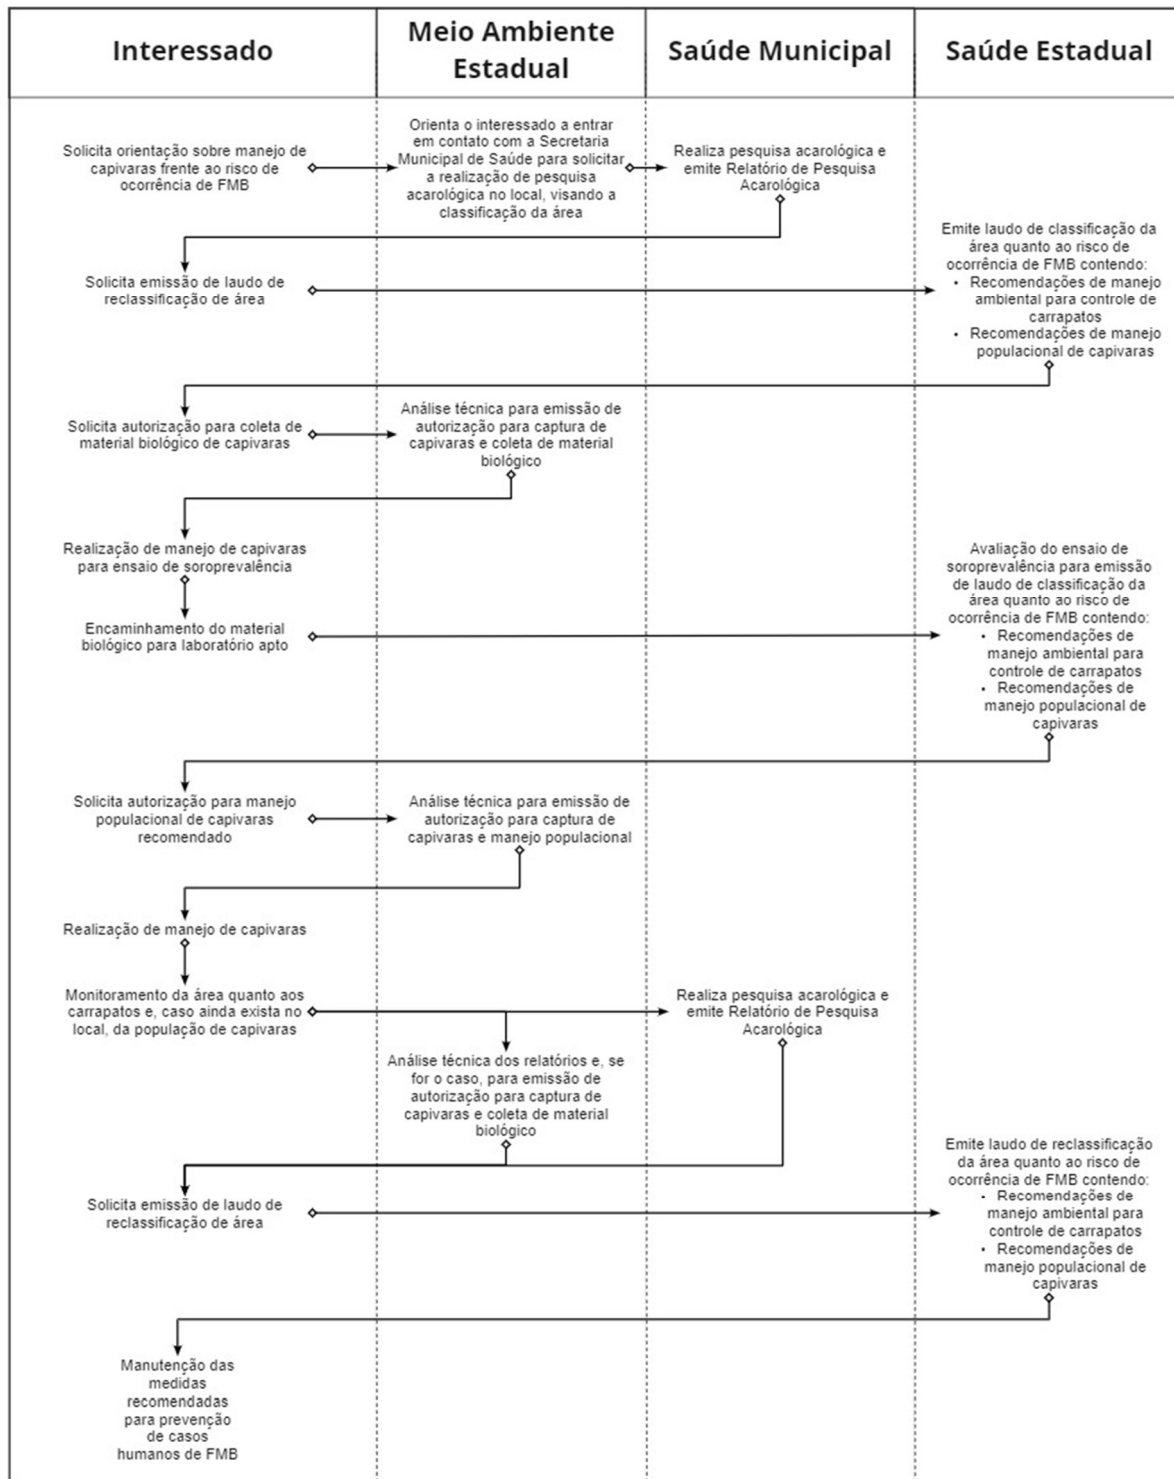 Interessado
Meio Ambiente
Estadual
Saúde Municipal
Saúde Estadual
Solicita orientação sobre manejo de
capivaras frente ao risco de
ocorrência de FMB
Orienta o interessado a entrar
em contato com a Secretaria
Municipal de Saúde para solicitar
a realização de pesquisa
acarológica no local, visando a
classificação da área
Realiza pesquisa acarológica e
emite Relatório de Pesquisa
Acarológica
Solicita emissão de laudo de
reclassificação de área
Emite laudo de classificação da
área quanto ao risco de
ocorrência de FMB contendo:
• Recomendações de manejo
ambiental para controle de
carrapatos
• Recomendações de manejo
populacional de capivaras
Solicita autorização para coleta de
material biológico de capivaras
Análise técnica para emissão de
autorização para captura de
capivaras e coleta de material
biológico
Realização de manejo de capivaras
para ensaio de soroprevalência
Encaminhamento do material
biológico para laboratório apto
Avaliação do ensaio de
soroprevalência para emissão
de laudo de classificação da
área quanto ao risco de
ocorrência de FMB contendo:
• Recomendações de
manejo ambiental para
controle de carrapatos
• Recomendações de
manejo populacional de
capivaras
Solicita autorização para manejo
populacional de capivaras
recomendado
Análise técnica para emissão de
autorização para captura de
capivaras e manejo populacional
Realização de manejo de capivaras
Monitoramento da área quanto aos
carrapatos e, caso ainda exista no
local, da população de capivaras
Realiza pesquisa acarológica e
emite Relatório de Pesquisa
Acarológica
Análise técnica dos relatórios e, se
for o caso, para emissão de
autorização para captura de
capivaras e coleta de material
biológico
Solicita emissão de laudo de
reclassificação de área
Emite laudo de reclassificação
da área quanto ao risco de
ocorrência de FMB contendo:
• Recomendações de
manejo ambiental para
controle de carrapatos
• Recomendações de
manejo populacional de
capivaras
Manutenção das
medidas
recomendadas
para prevenção
de casos
humanos de FMB